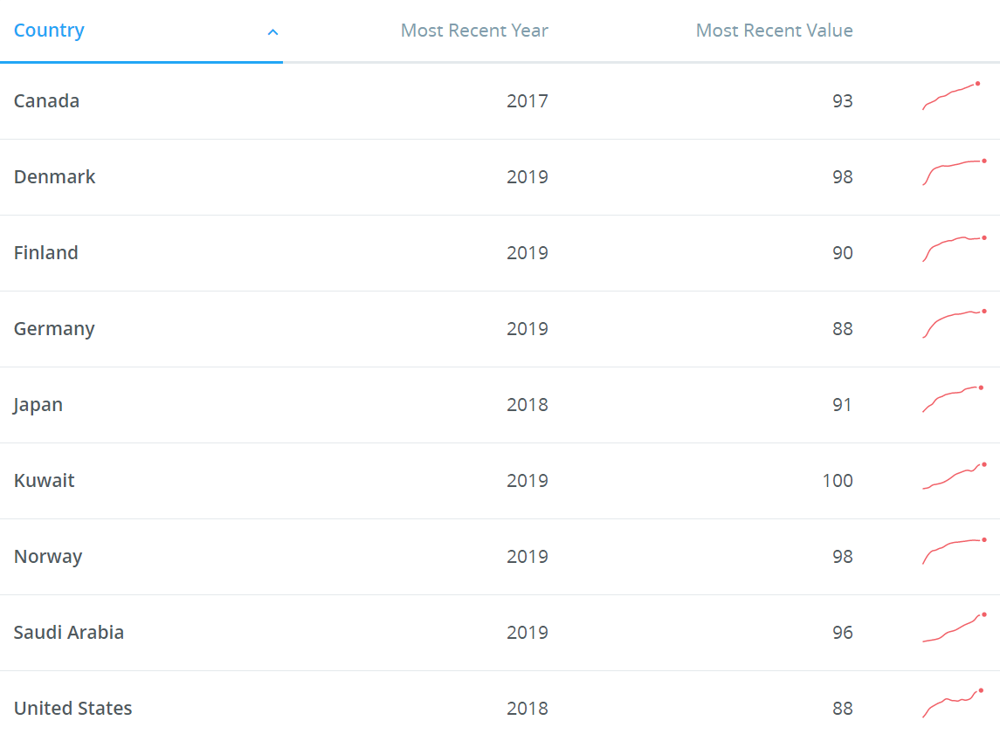 Country Most Recent Year Most Recent Value
Canada 2017 93
Denmark 2019 98
Finland 2019 90
Germany 2019 88
Japan 2018 91
Kuwait 2019 100
Norway 2019 98
Saudi Arabia 2019 96
United States 2018 88